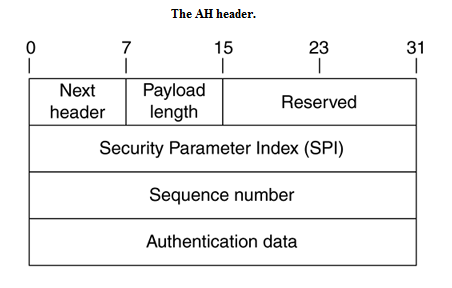 The AH header.
0 7 15 23 31
Next header
Payload length
Reserved
Security Parameter Index (SPI)
Sequence number
Authentication data